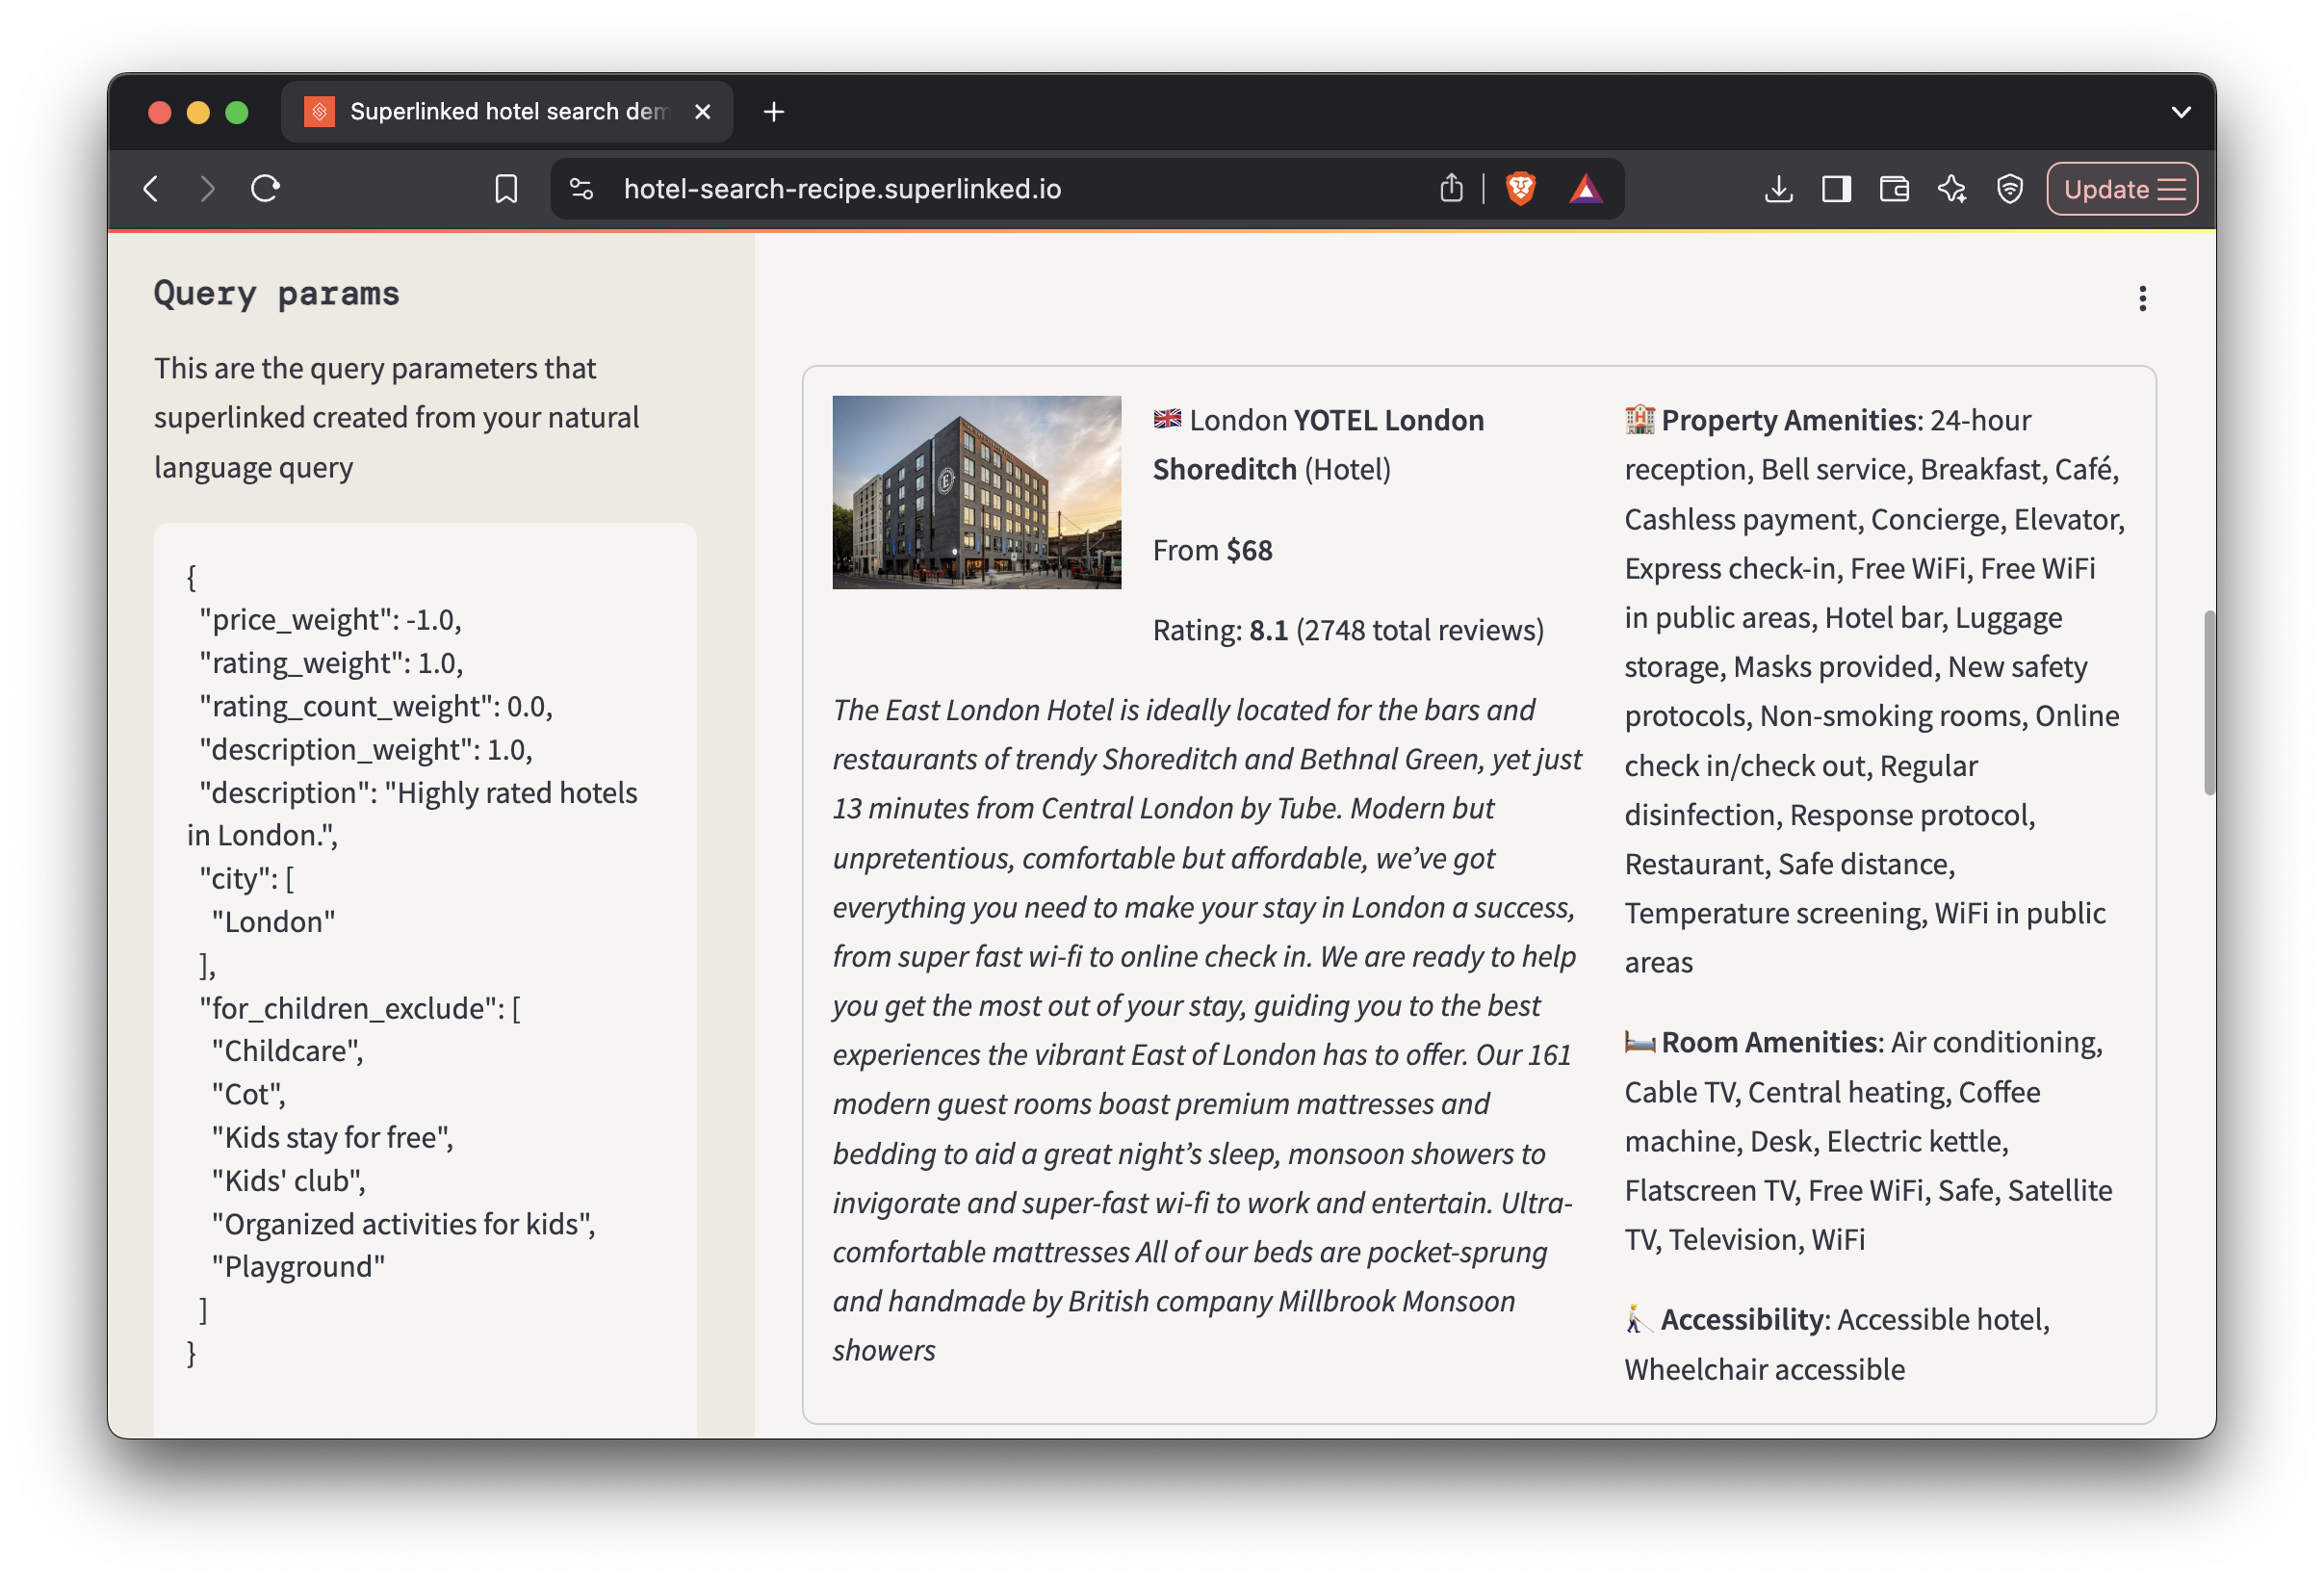 Superlinked hotel search dem
hotel-search-recipe.superlinked.io
Update
Query params
This are the query parameters that
superlinked created from your natural
language query
{
"price_weight": -1.0,
"rating_weight": 1.0,
"rating_count_weight": 0.0,
"description_weight": 1.0,
"description": "Highly rated hotels
in London.",
"city": [
"London"
],
"for_children_exclude": [
"Childcare",
"Cot",
"Kids stay for free",
"Kids' club",
"Organized activities for kids",
"Playground"
]
}
🇬🇧 London YOTEL London
Shoreditch (Hotel)
From $68
Rating: 8.1 (2748 total reviews)
The East London Hotel is ideally located for the bars and
restaurants of trendy Shoreditch and Bethnal Green, yet just
13 minutes from Central London by Tube. Modern but
unpretentious, comfortable but affordable, we’ve got
everything you need to make your stay in London a success,
from super fast wi-fi to online check in. We are ready to help
you get the most out of your stay, guiding you to the best
experiences the vibrant East of London has to offer. Our 161
modern guest rooms boast premium mattresses and
bedding to aid a great night’s sleep, monsoon showers to
invigorate and super-fast wi-fi to work and entertain. Ultra-
comfortable mattresses All of our beds are pocket-sprung
and handmade by British company Millbrook Monsoon
showers
🏨 Property Amenities: 24-hour
reception, Bell service, Breakfast, Café,
Cashless payment, Concierge, Elevator,
Express check-in, Free WiFi, Free WiFi
in public areas, Hotel bar, Luggage
storage, Masks provided, New safety
protocols, Non-smoking rooms, Online
check in/check out, Regular
disinfection, Response protocol,
Restaurant, Safe distance,
Temperature screening, WiFi in public
areas
🛏️ Room Amenities: Air conditioning,
Cable TV, Central heating, Coffee
machine, Desk, Electric kettle,
Flatscreen TV, Free WiFi, Safe, Satellite
TV, Television, WiFi
👨‍🦯 Accessibility: Accessible hotel,
Wheelchair accessible